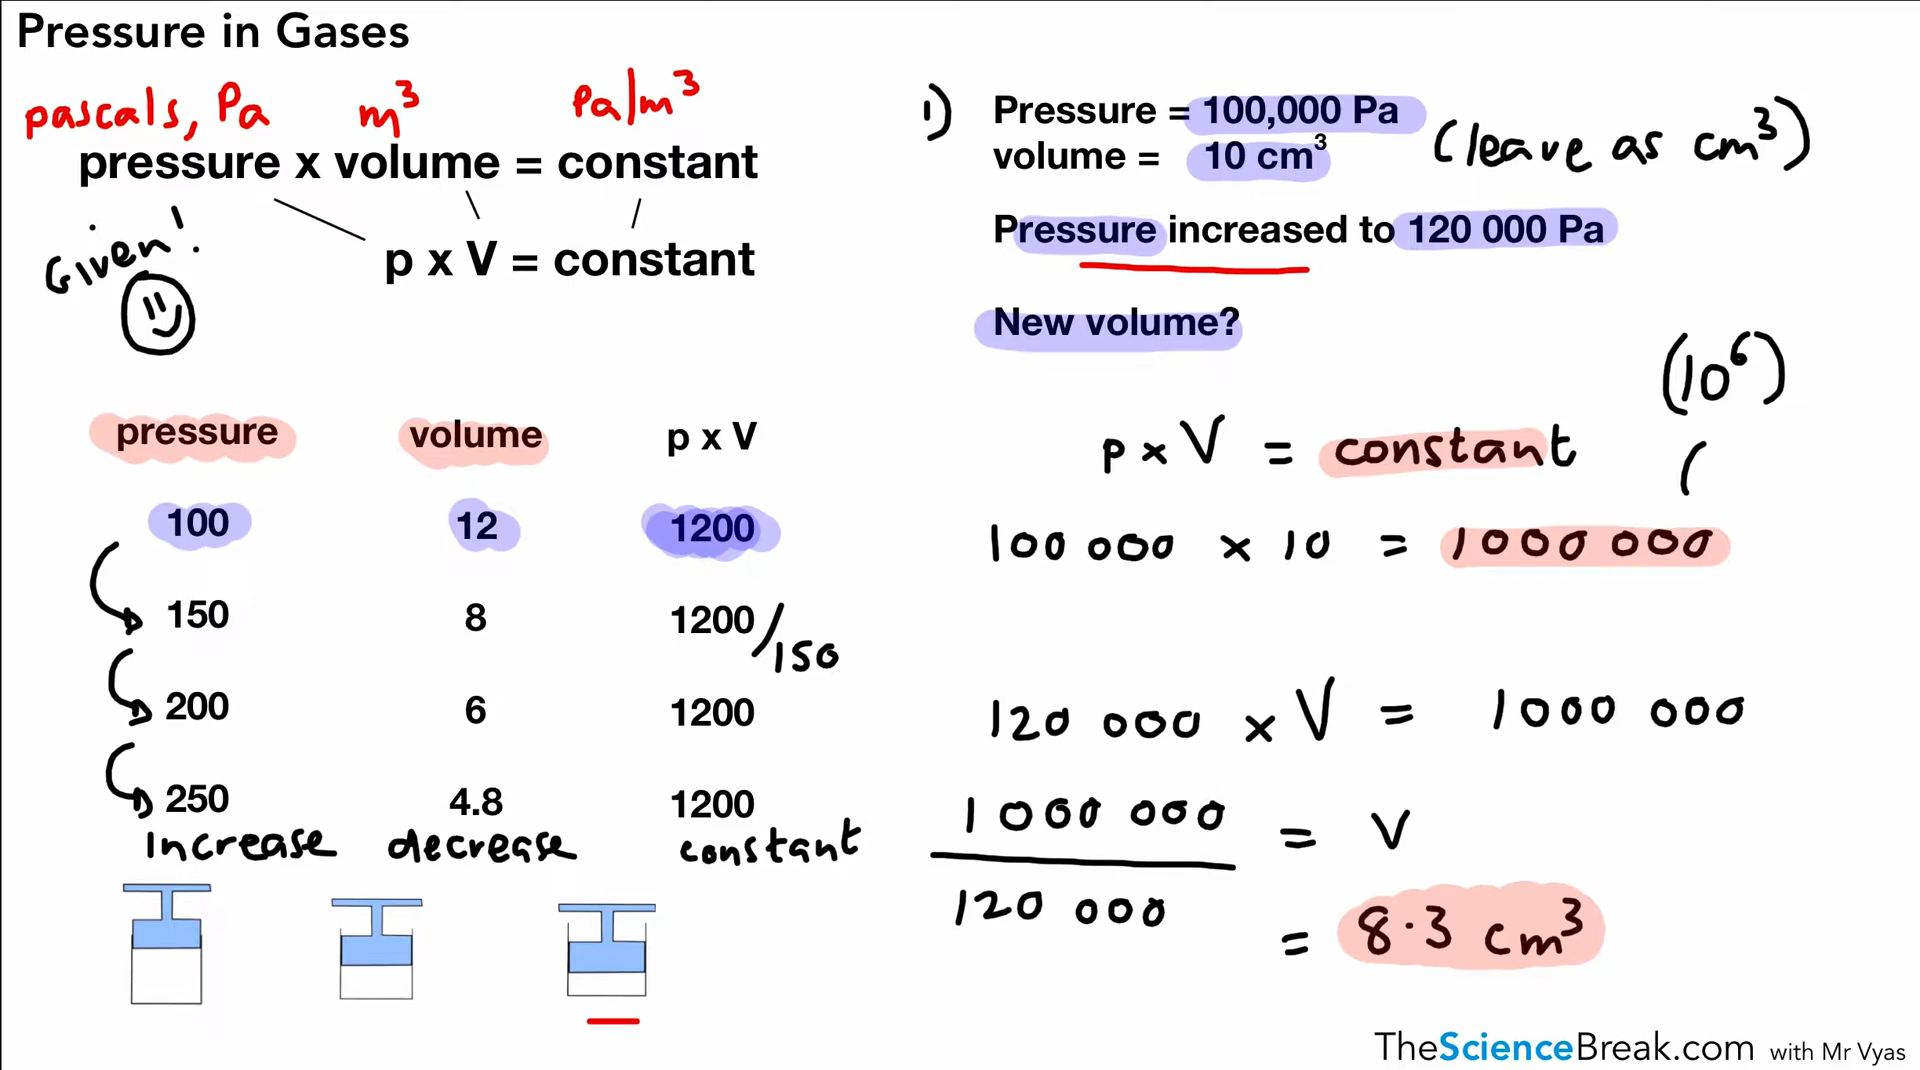 Pressure in Gases
pascals, Pa m³ Pa/m³
pressure x volume = constant
Given!
p x V = constant
pressure volume p x V
100 12 1200
150 8 1200/150
200 6 1200
250 4.8 1200
increase decrease constant
1) Pressure = 100,000 Pa
volume = 10 cm³ (leave as cm³)
Pressure increased to 120 000 Pa
New volume?
(10⁶)
p x V = constant (
100 000 x 10 = 1000 000
120 000 x V = 1000 000
1000 000 = V
120 000
= 8.3 cm³
TheScienceBreak.com with Mr Vyas